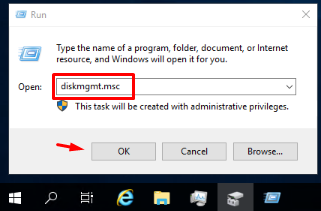 Run
Type the name of a program, folder, document, or Internet
resource, and Windows will open it for you.
Open: diskmgmt.msc
This task will be created with administrative privileges.
OK Cancel Browse...